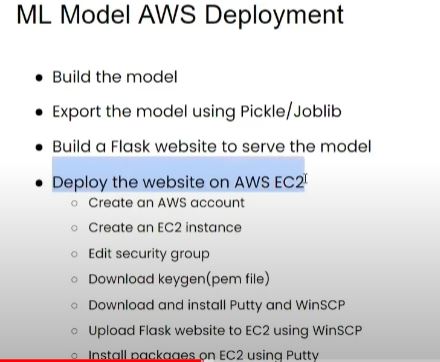 ML Model AWS Deployment
• Build the model
• Export the model using Pickle/Joblib
• Build a Flask website to serve the model
• Deploy the website on AWS EC2
○ Create an AWS account
○ Create an EC2 instance
○ Edit security group
○ Download keygen(pem file)
○ Download and install Putty and WinSCP
○ Upload Flask website to EC2 using WinSCP
○ Install packages on EC2 using Putty